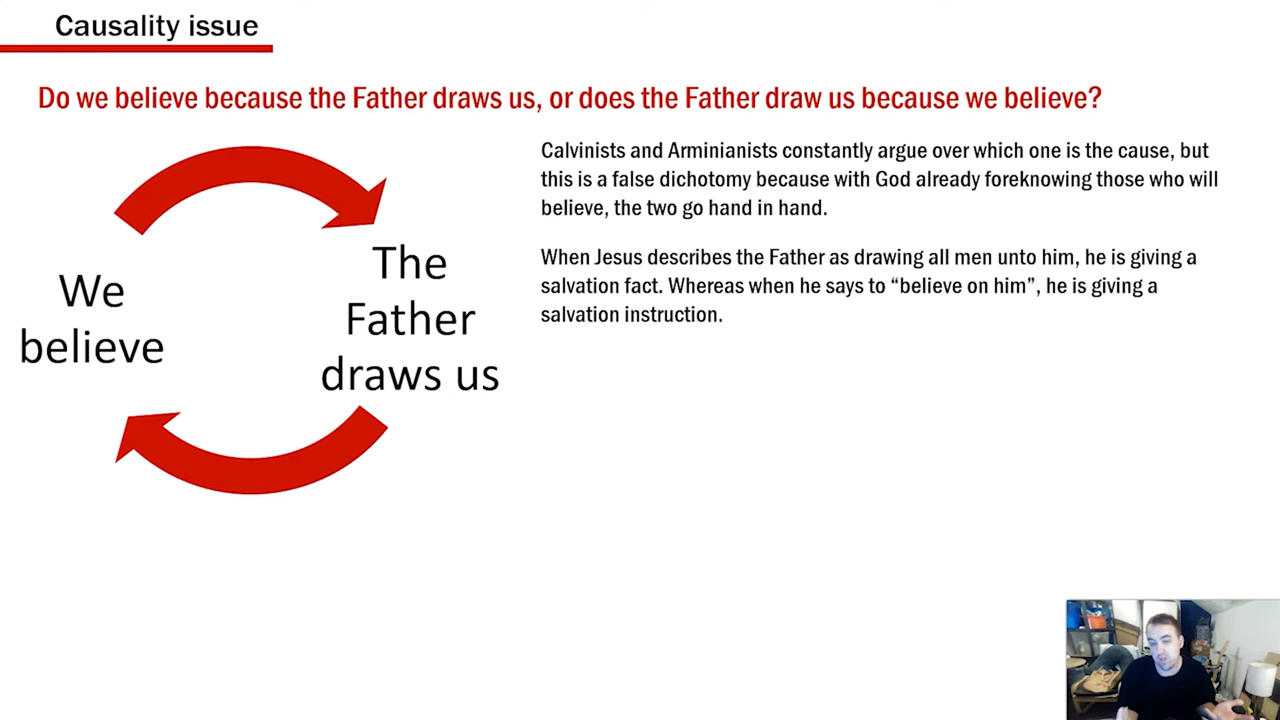 Causality issue
Do we believe because the Father draws us, or does the Father draw us because we believe?
We
believe
The
Father
draws us
Calvinists and Arminianists constantly argue over which one is the cause, but
this is a false dichotomy because with God already foreknowing those who will
believe, the two go hand in hand.
When Jesus describes the Father as drawing all men unto him, he is giving a
salvation fact. Whereas when he says to “believe on him”, he is giving a
salvation instruction.